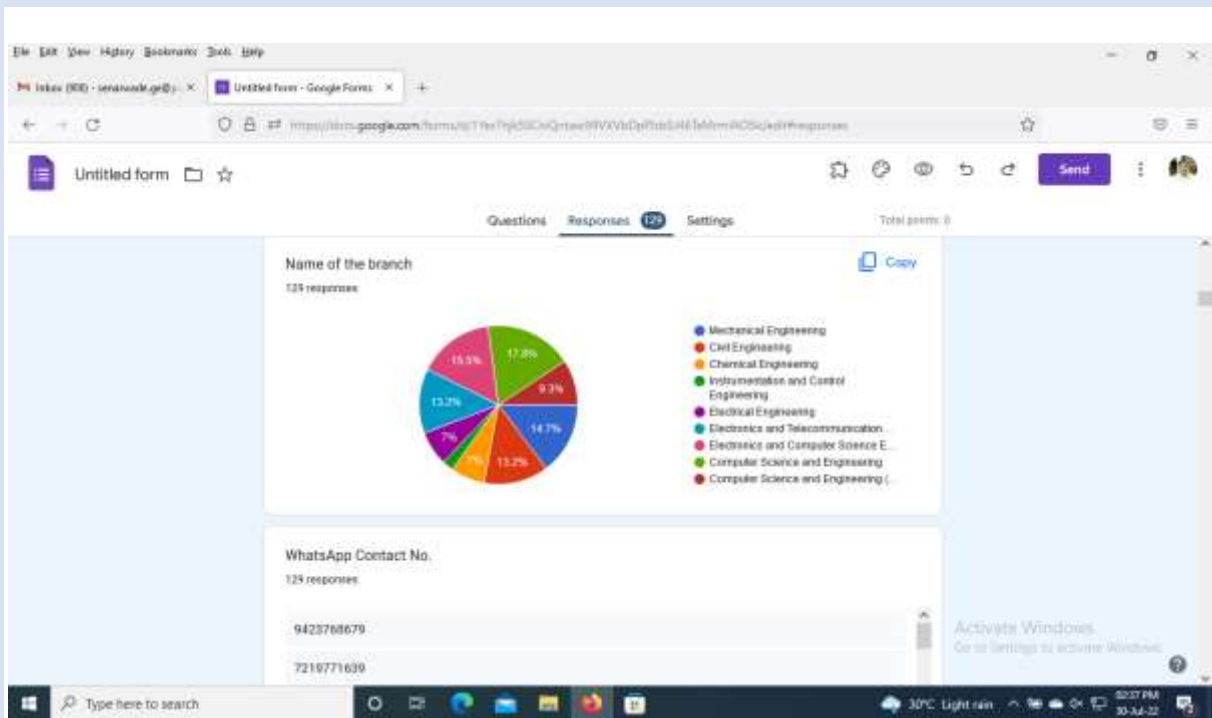 File Edit View History Bookmarks Tools Help
Untitled form - Google Forms
Untitled form
Send
Questions Responses 129 Settings
Total points: 0
Name of the branch
Copy
129 responses
15.5%
17.8%
9.3%
13.2%
14.7%
7%
7%
13.2%
Mechanical Engineering
Civil Engineering
Chemical Engineering
Instrumentation and Control
Engineering
Electrical Engineering
Electronics and Telecommunication...
Electronics and Computer Science E...
Computer Science and Engineering
Computer Science and Engineering (...
WhatsApp Contact No.
129 responses
9423768679
7219771639
Activate Windows
Go to Settings to activate Windows.
Type here to search
30°C Light rain
02:37 PM
30-Jul-22